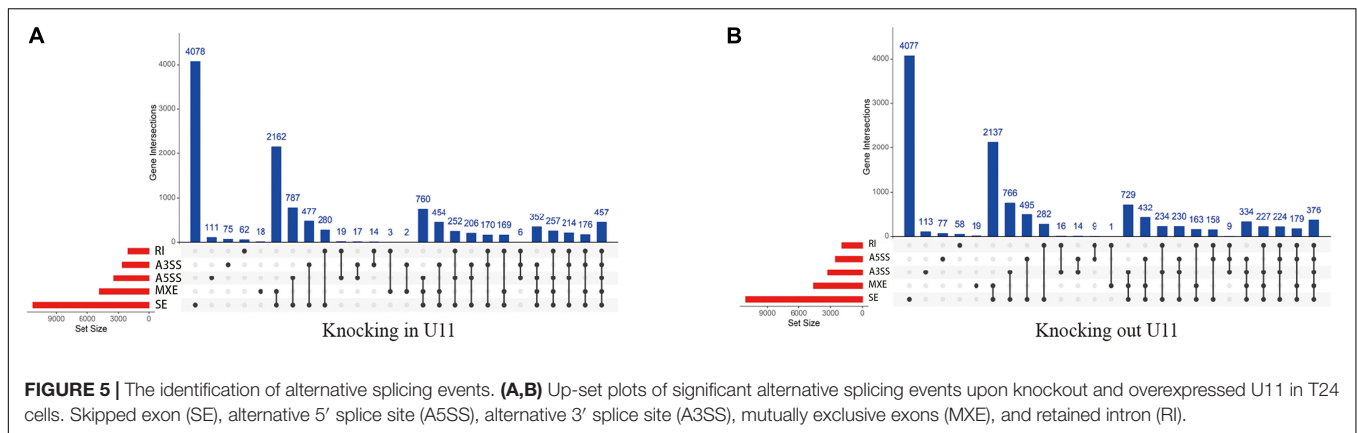 A
4078
4000
3000
2162
2000
Gene Intersections
1000
787
760
477
454
457
280
252
206
170
169
352
257
214
176
111
75
62
18
19
17
14
3
2
6
0
RI
A3SS
A5SS
MXE
SE
9000 6000 3000 0
Set Size
Knocking in U11
B
4077
4000
3000
2137
2000
Gene Intersections
1000
766
729
495
432
376
282
234
230
163
158
334
227
224
179
113
77
58
19
16
14
9
1
9
0
RI
A5SS
A3SS
MXE
SE
9000 6000 3000 0
Set Size
Knocking out U11
FIGURE 5 | The identification of alternative splicing events. (A,B) Up-set plots of significant alternative splicing events upon knockout and overexpressed U11 in T24
cells. Skipped exon (SE), alternative 5′ splice site (A5SS), alternative 3′ splice site (A3SS), mutually exclusive exons (MXE), and retained intron (RI).